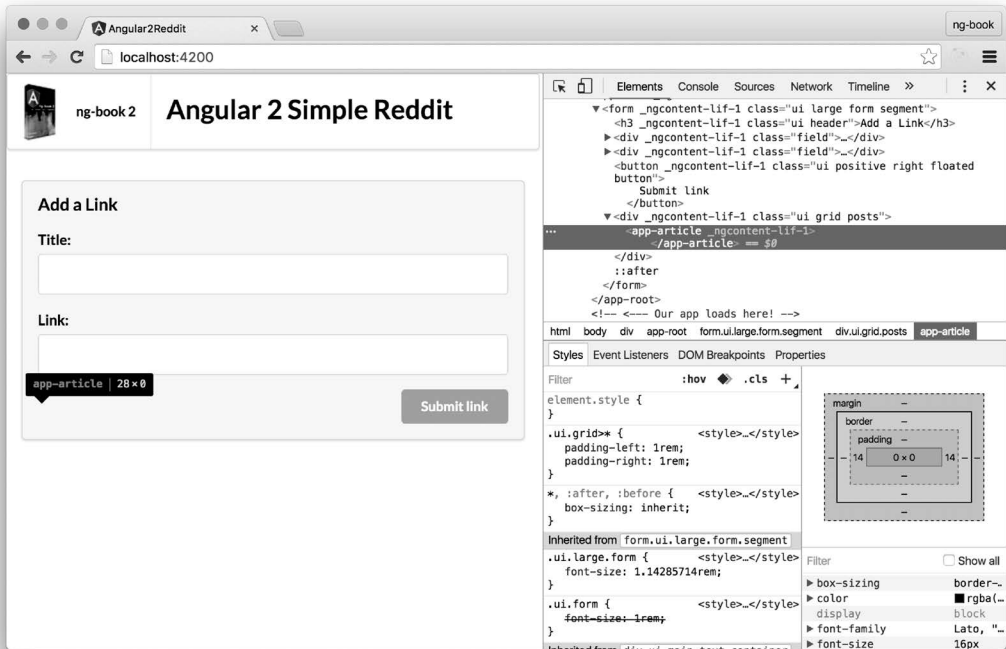 Angular2Reddit ×
ng-book
localhost:4200
ng-book 2
Angular 2 Simple Reddit
Add a Link
Title:
Link:
app-article | 28 × 0
Submit link
Elements Console Sources Network Timeline » ⋮ ×
▼<form _ngcontent-lif-1 class="ui large form segment">
<h3 _ngcontent-lif-1 class="ui header">Add a Link</h3>
▶<div _ngcontent-lif-1 class="field">…</div>
▶<div _ngcontent-lif-1 class="field">…</div>
<button _ngcontent-lif-1 class="ui positive right floated
button">
Submit link
</button>
▼<div _ngcontent-lif-1 class="ui grid posts">
… <app-article _ngcontent-lif-1>
</app-article> == $0
</div>
::after
</form>
</app-root>
<!-- <--- Our app loads here! -->
html body div app-root form.ui.large.form.segment div.ui.grid.posts app-article
Styles Event Listeners DOM Breakpoints Properties
Filter :hov .cls +
element.style {
}
.ui.grid>* { <style>…</style>
padding-left: 1rem;
padding-right: 1rem;
}
*, :after, :before { <style>…</style>
box-sizing: inherit;
}
Inherited from form.ui.large.form.segment
.ui.large.form { <style>…</style>
font-size: 1.14285714rem;
}
.ui.form { <style>…</style>
font-size: 1rem;
}
Inherited from div.ui.main.text.container
margin –
border –
padding –
– – 14 0 × 0 14 – –
–
–
–
Filter Show all
▶box-sizing border-…
▶color rgba(…
display block
▶font-family Lato, "…
▶font-size 16px